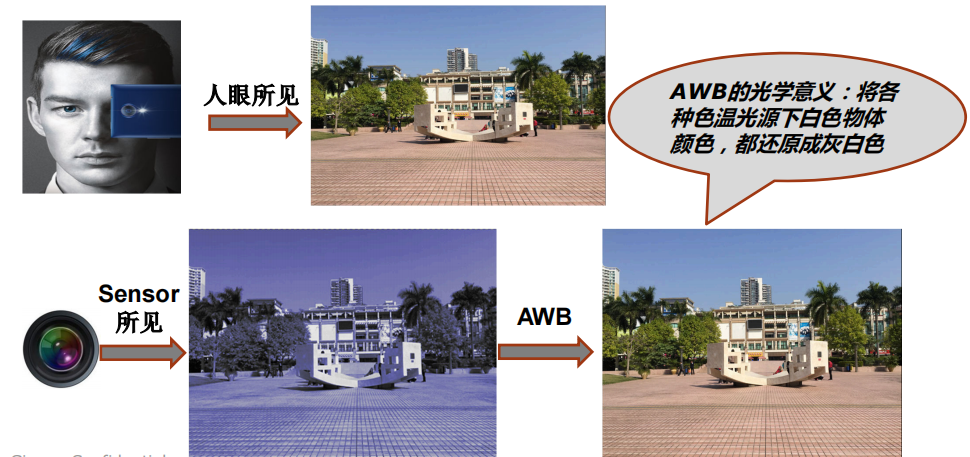 人眼所见
AWB的光学意义：将各
种色温光源下白色物体
颜色，都还原成灰白色
Sensor
所见
AWB